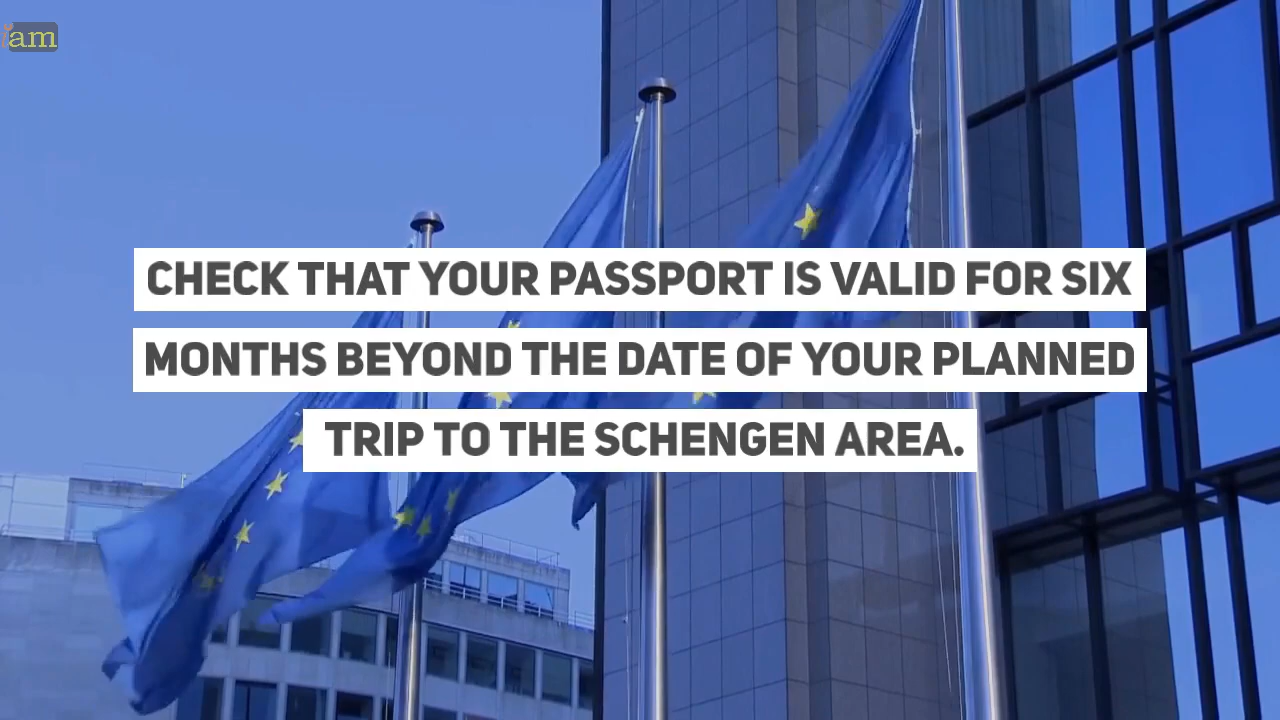 iam
CHECK THAT YOUR PASSPORT IS VALID FOR SIX
MONTHS BEYOND THE DATE OF YOUR PLANNED
TRIP TO THE SCHENGEN AREA.